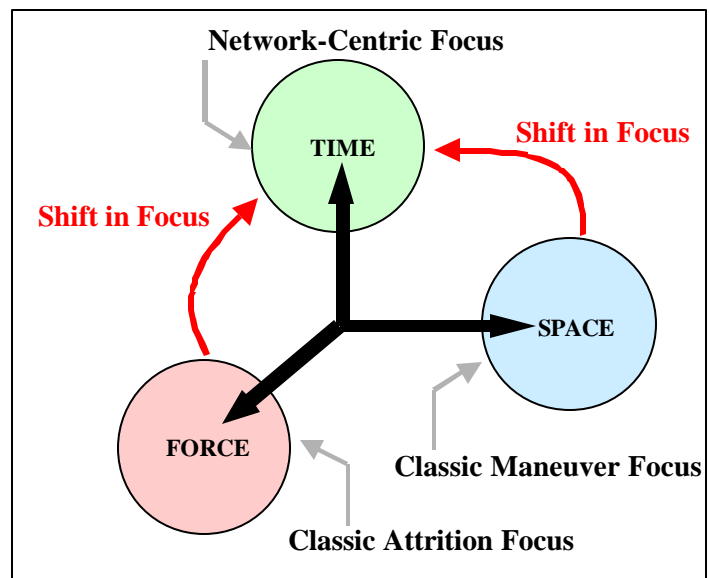 Network-Centric Focus
TIME
Shift in Focus
Shift in Focus
SPACE
FORCE
Classic Maneuver Focus
Classic Attrition Focus